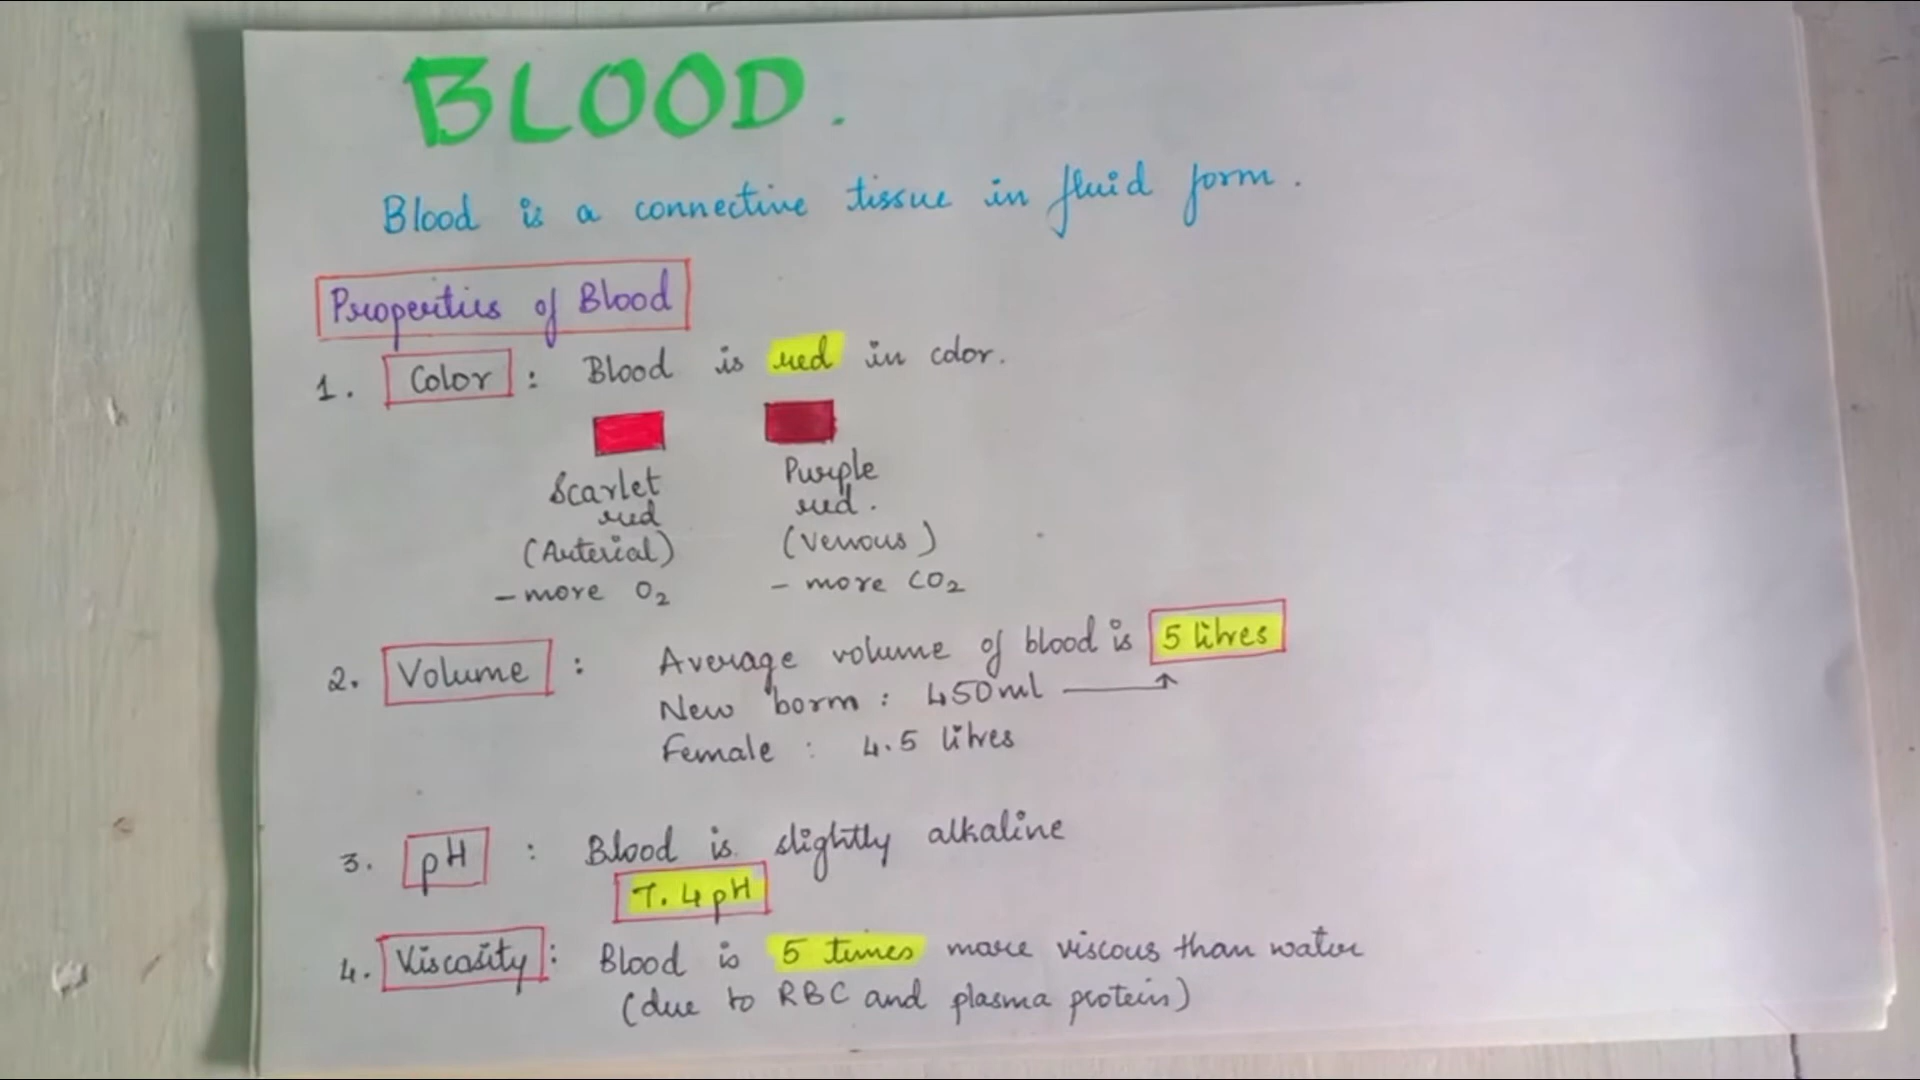 BLOOD.
Blood is a connective tissue in fluid form.
Properties of Blood
1. Color : Blood is red in color.
Scarlet red (Arterial) - more O₂
Purple red. (Venous) - more CO₂
2. Volume : Average volume of blood is 5 litres
New born : 450ml →
Female : 4.5 litres
3. pH : Blood is slightly alkaline
7.4 pH
4. Viscosity : Blood is 5 times more viscous than water
(due to RBC and plasma protein)